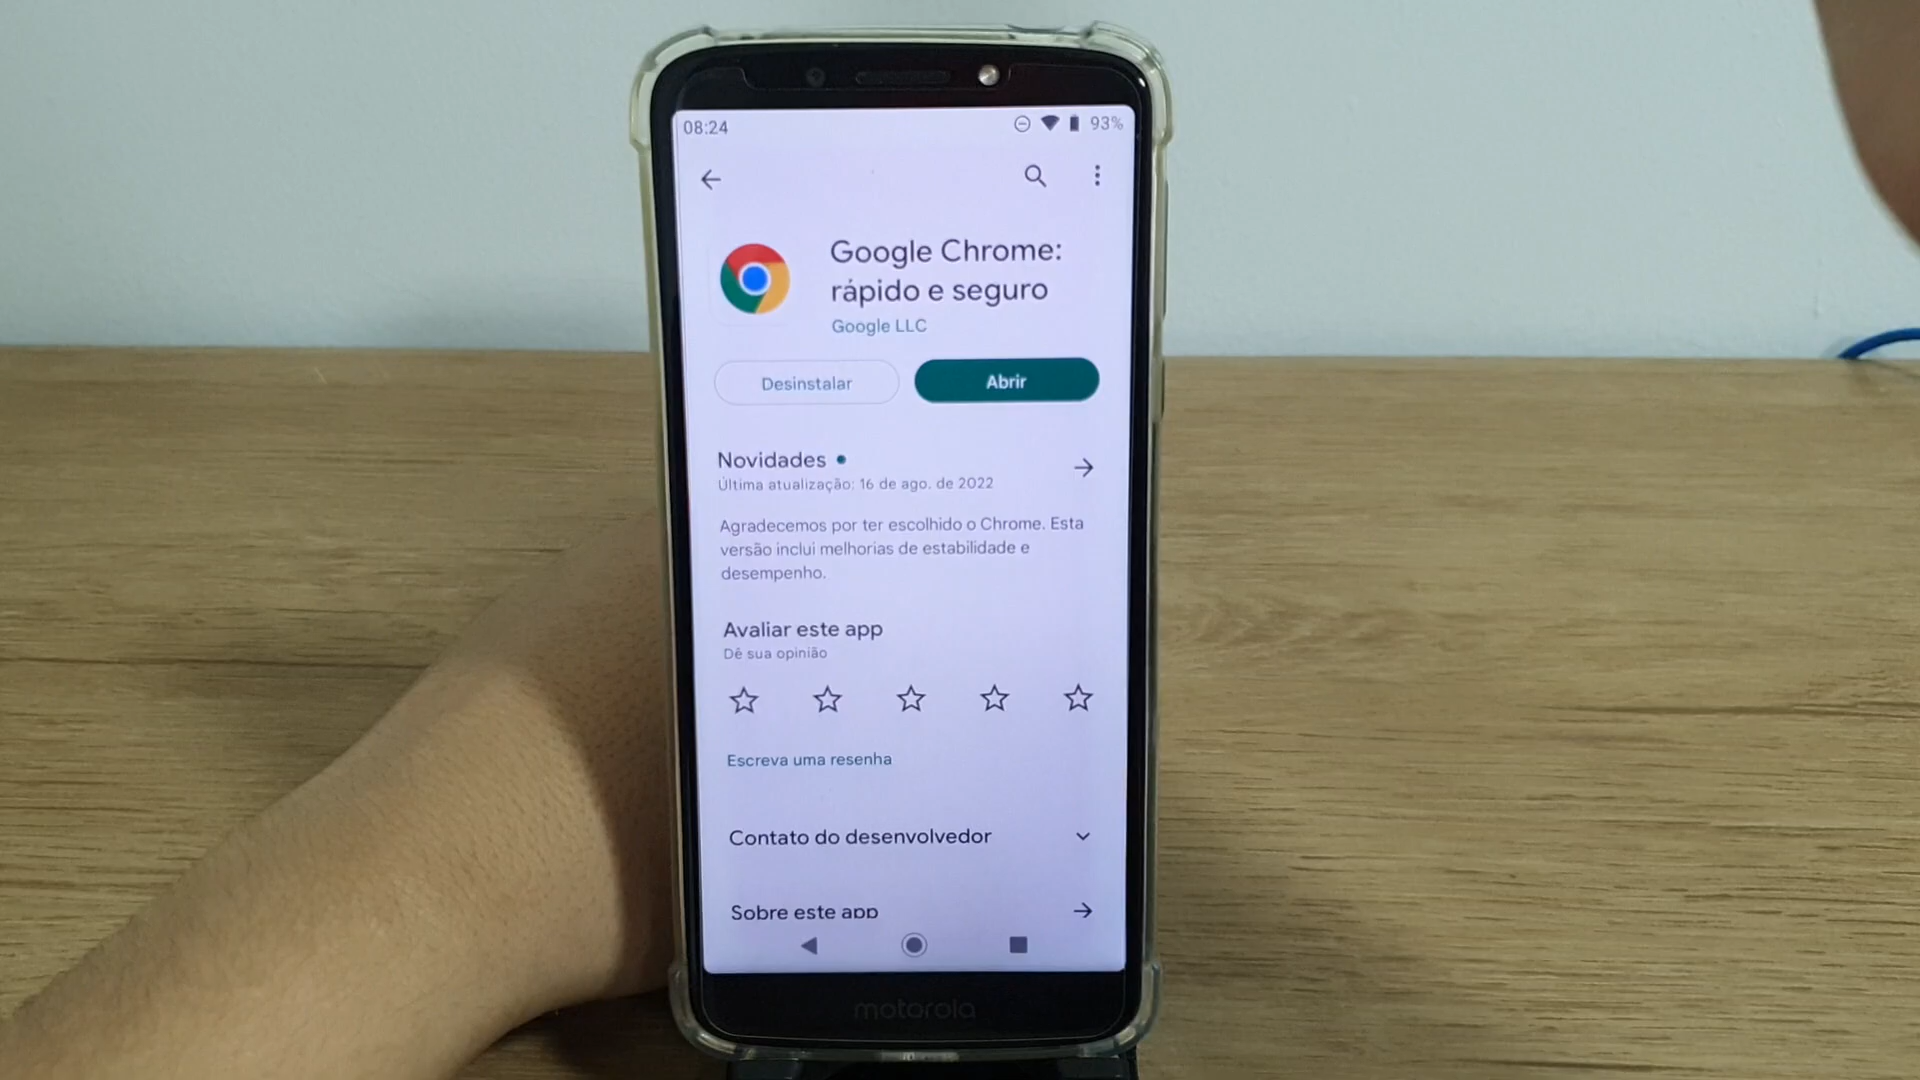 08:24
93%
Google Chrome:
rápido e seguro
Google LLC
Desinstalar
Abrir
Novidades
Última atualização: 16 de ago. de 2022
Agradecemos por ter escolhido o Chrome. Esta
versão inclui melhorias de estabilidade e
desempenho.
Avaliar este app
Dê sua opinião
Escreva uma resenha
Contato do desenvolvedor
Sobre este app
motorola